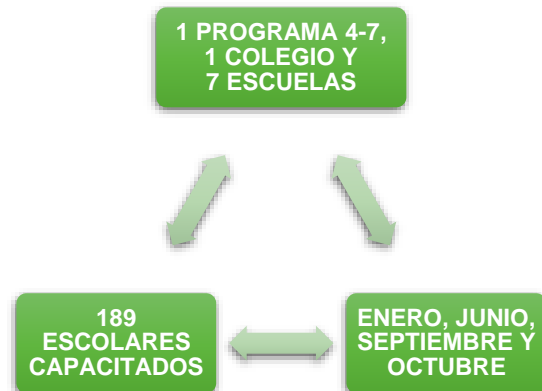 1 PROGRAMA 4-7,
1 COLEGIO Y
7 ESCUELAS
189
ESCOLARES
CAPACITADOS
ENERO, JUNIO,
SEPTIEMBRE Y
OCTUBRE